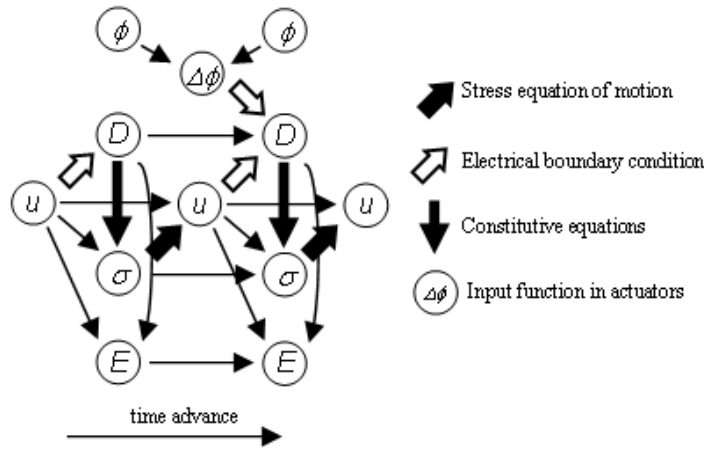 ϕ ϕ
Δϕ
D D
u u u
σ σ
E E
time advance
Stress equation of motion
Electrical boundary condition
Constitutive equations
Δϕ Input function in actuators